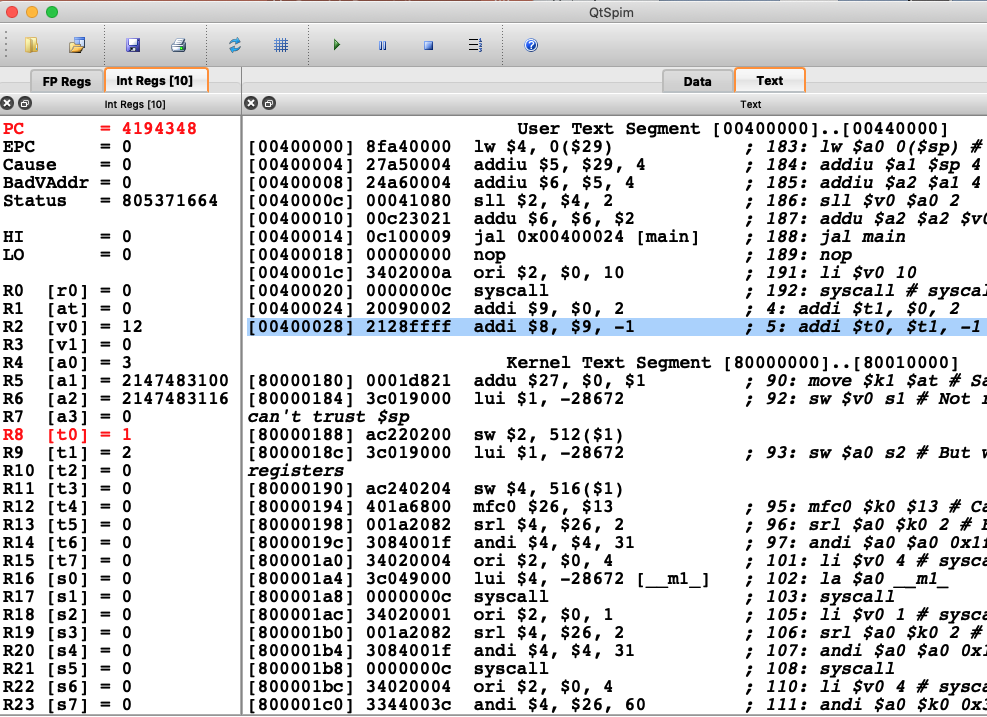 QtSpim
FP Regs Int Regs [10] Data Text
Int Regs [10] Text
PC = 4194348
EPC = 0
Cause = 0
BadVAddr = 0
Status = 805371664
HI = 0
LO = 0
R0 [r0] = 0
R1 [at] = 0
R2 [v0] = 12
R3 [v1] = 0
R4 [a0] = 3
R5 [a1] = 2147483100
R6 [a2] = 2147483116
R7 [a3] = 0
R8 [t0] = 1
R9 [t1] = 2
R10 [t2] = 0
R11 [t3] = 0
R12 [t4] = 0
R13 [t5] = 0
R14 [t6] = 0
R15 [t7] = 0
R16 [s0] = 0
R17 [s1] = 0
R18 [s2] = 0
R19 [s3] = 0
R20 [s4] = 0
R21 [s5] = 0
R22 [s6] = 0
R23 [s7] = 0
User Text Segment [00400000]..[00440000]
[00400000] 8fa40000 lw $4, 0($29) ; 183: lw $a0 0($sp) #
[00400004] 27a50004 addiu $5, $29, 4 ; 184: addiu $a1 $sp 4
[00400008] 24a60004 addiu $6, $5, 4 ; 185: addiu $a2 $a1 4
[0040000c] 00041080 sll $2, $4, 2 ; 186: sll $v0 $a0 2
[00400010] 00c23021 addu $6, $6, $2 ; 187: addu $a2 $a2 $v0
[00400014] 0c100009 jal 0x00400024 [main] ; 188: jal main
[00400018] 00000000 nop ; 189: nop
[0040001c] 3402000a ori $2, $0, 10 ; 191: li $v0 10
[00400020] 0000000c syscall ; 192: syscall # syscal
[00400024] 20090002 addi $9, $0, 2 ; 4: addi $t1, $0, 2
[00400028] 2128ffff addi $8, $9, -1 ; 5: addi $t0, $t1, -1
Kernel Text Segment [80000000]..[80010000]
[80000180] 0001d821 addu $27, $0, $1 ; 90: move $k1 $at # Sa
[80000184] 3c019000 lui $1, -28672 ; 92: sw $v0 s1 # Not r
can't trust $sp
[80000188] ac220200 sw $2, 512($1)
[8000018c] 3c019000 lui $1, -28672 ; 93: sw $a0 s2 # But w
registers
[80000190] ac240204 sw $4, 516($1)
[80000194] 401a6800 mfc0 $26, $13 ; 95: mfc0 $k0 $13 # Ca
[80000198] 001a2082 srl $4, $26, 2 ; 96: srl $a0 $k0 2 # E
[8000019c] 3084001f andi $4, $4, 31 ; 97: andi $a0 $a0 0x1f
[800001a0] 34020004 ori $2, $0, 4 ; 101: li $v0 4 # sysca
[800001a4] 3c049000 lui $4, -28672 [__m1_] ; 102: la $a0 __m1_
[800001a8] 0000000c syscall ; 103: syscall
[800001ac] 34020001 ori $2, $0, 1 ; 105: li $v0 1 # sysca
[800001b0] 001a2082 srl $4, $26, 2 ; 106: srl $a0 $k0 2 #
[800001b4] 3084001f andi $4, $4, 31 ; 107: andi $a0 $a0 0x1
[800001b8] 0000000c syscall ; 108: syscall
[800001bc] 34020004 ori $2, $0, 4 ; 110: li $v0 4 # sysca
[800001c0] 3344003c andi $4, $26, 60 ; 111: andi $a0 $k0 0x3